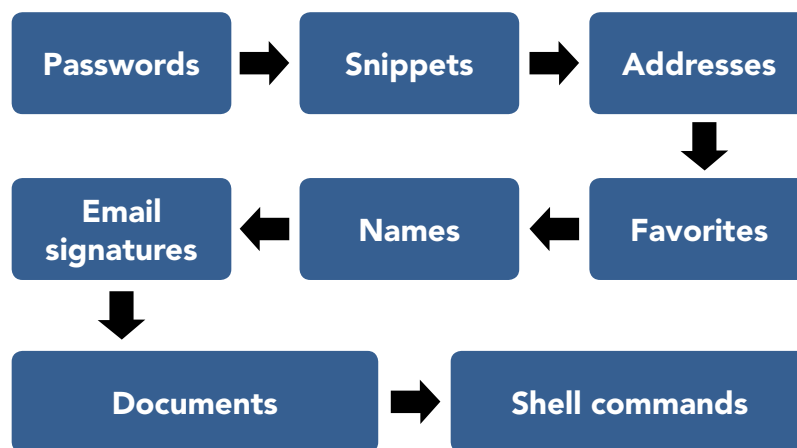 Passwords
Snippets
Addresses
Favorites
Names
Email
signatures
Documents
Shell commands